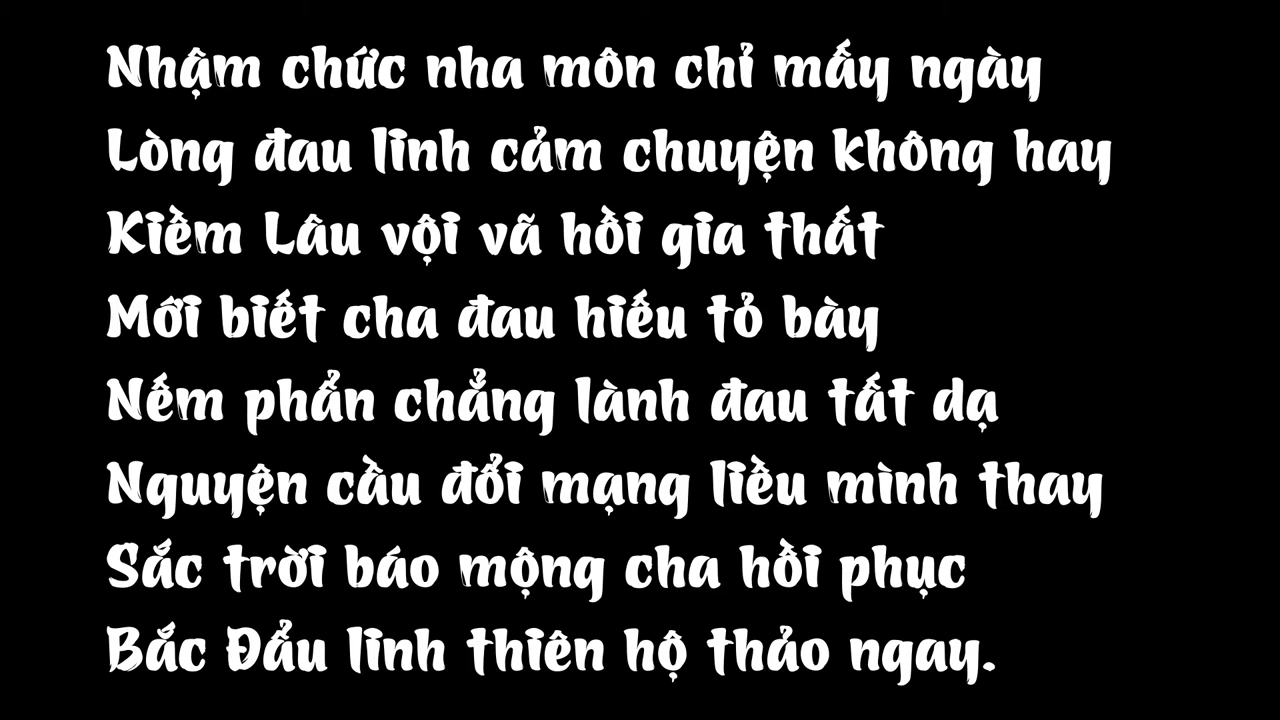 Nhậm chức nha môn chỉ mấy ngày
Lòng đau linh cảm chuyện không hay
Kiềm Lâu vội vã hồi gia thất
Mới biết cha đau hiếu tỏ bày
Nếm phẩn chẳng lành đau tất dạ
Nguyện cầu đổi mạng liều mình thay
Sắc trời báo mộng cha hồi phục
Bắc Đẩu linh thiên hộ thảo ngay.